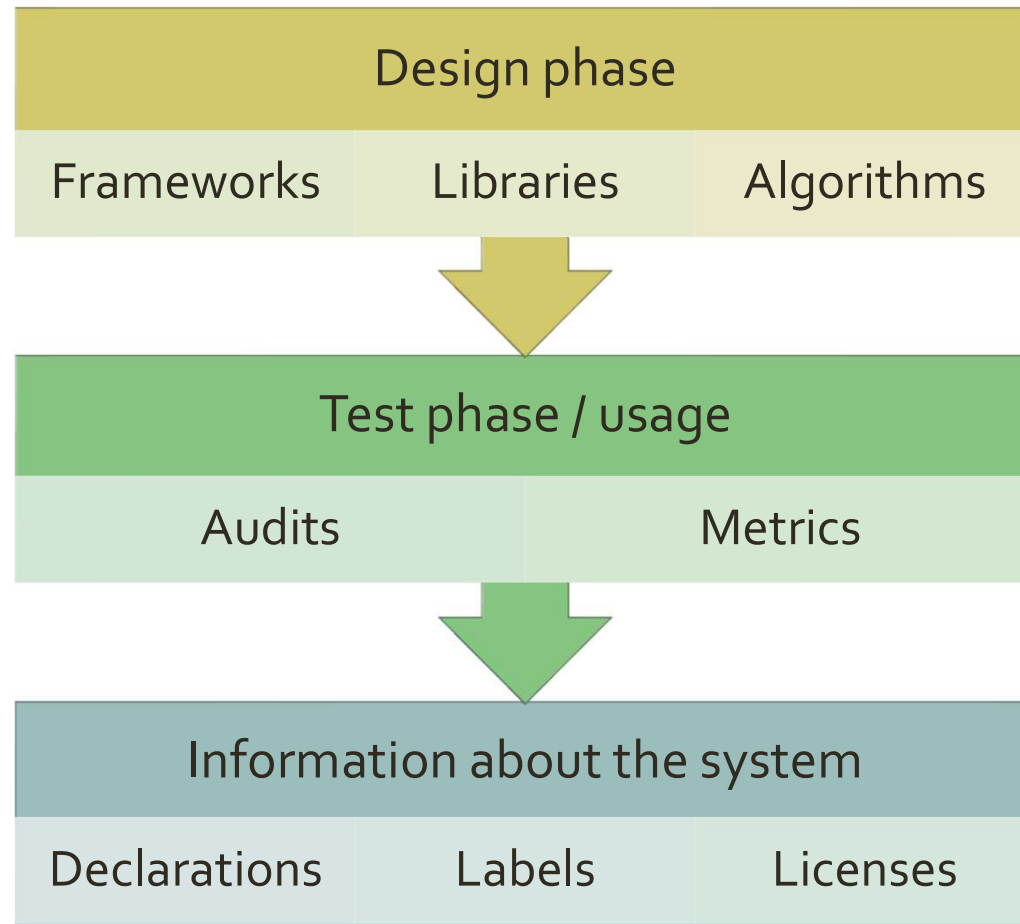 Design phase
Frameworks Libraries Algorithms
Test phase / usage
Audits Metrics
Information about the system
Declarations Labels Licenses